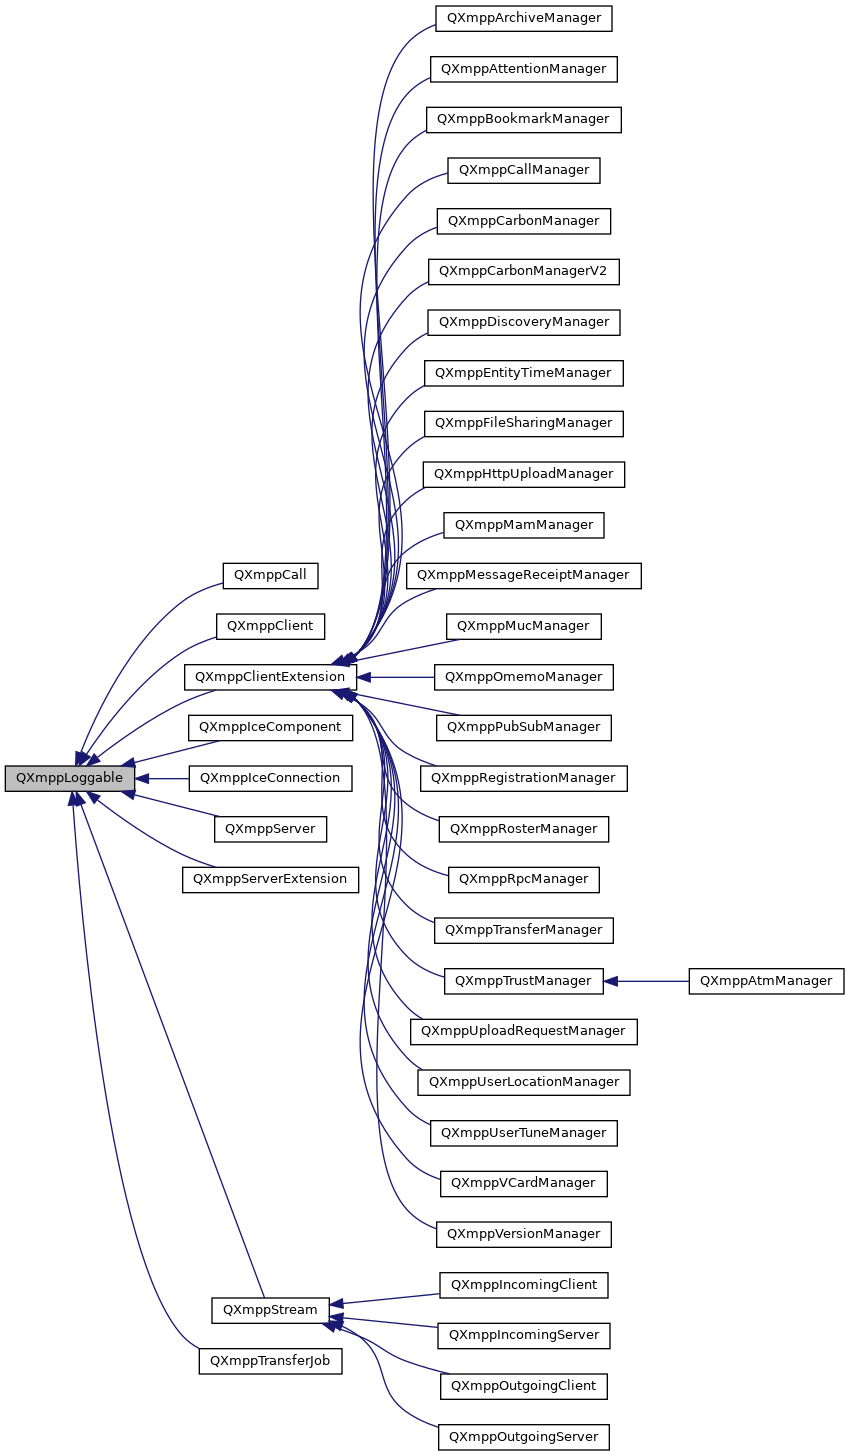 QXmppArchiveManager
QXmppAttentionManager
QXmppBookmarkManager
QXmppCallManager
QXmppCarbonManager
QXmppCarbonManagerV2
QXmppDiscoveryManager
QXmppEntityTimeManager
QXmppFileSharingManager
QXmppHttpUploadManager
QXmppMamManager
QXmppCall
QXmppMessageReceiptManager
QXmppClient
QXmppMucManager
QXmppClientExtension
QXmppOmemoManager
QXmppIceComponent
QXmppPubSubManager
QXmppLoggable
QXmppIceConnection
QXmppRegistrationManager
QXmppServer
QXmppRosterManager
QXmppServerExtension
QXmppRpcManager
QXmppTransferManager
QXmppTrustManager
QXmppAtmManager
QXmppUploadRequestManager
QXmppUserLocationManager
QXmppUserTuneManager
QXmppVCardManager
QXmppVersionManager
QXmppIncomingClient
QXmppStream
QXmppIncomingServer
QXmppTransferJob
QXmppOutgoingClient
QXmppOutgoingServer